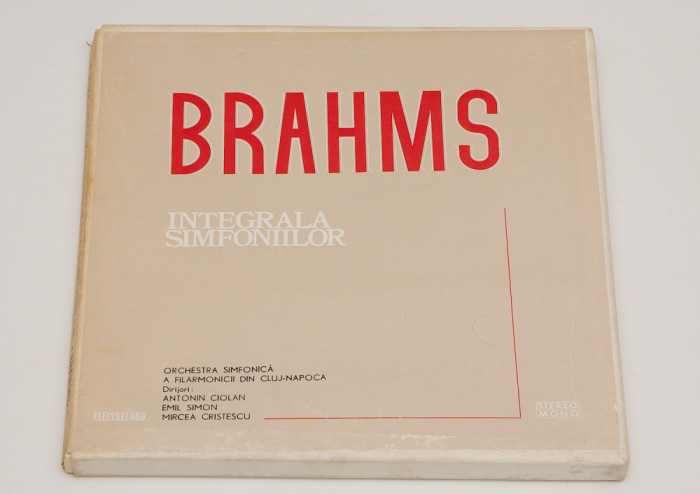 BRAHMS
INTEGRALA
SIMFONIILOR
ORCHESTRA SIMFONICĂ
A FILARMONICII DIN CLUJ-NAPOCA
Dirijori:
ANTONIN CIOLAN
EMIL SIMON
MIRCEA CRISTESCU
ELECTRECORD
STEREO
MONO